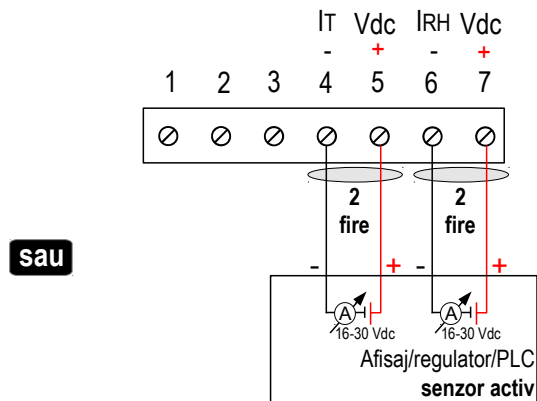 IT Vdc IRH Vdc
- + - +
1 2 3 4 5 6 7
2 2
fire fire
sau
- + - +
A A
16-30 Vdc 16-30 Vdc
Afisaj/regulator/PLC
senzor activ